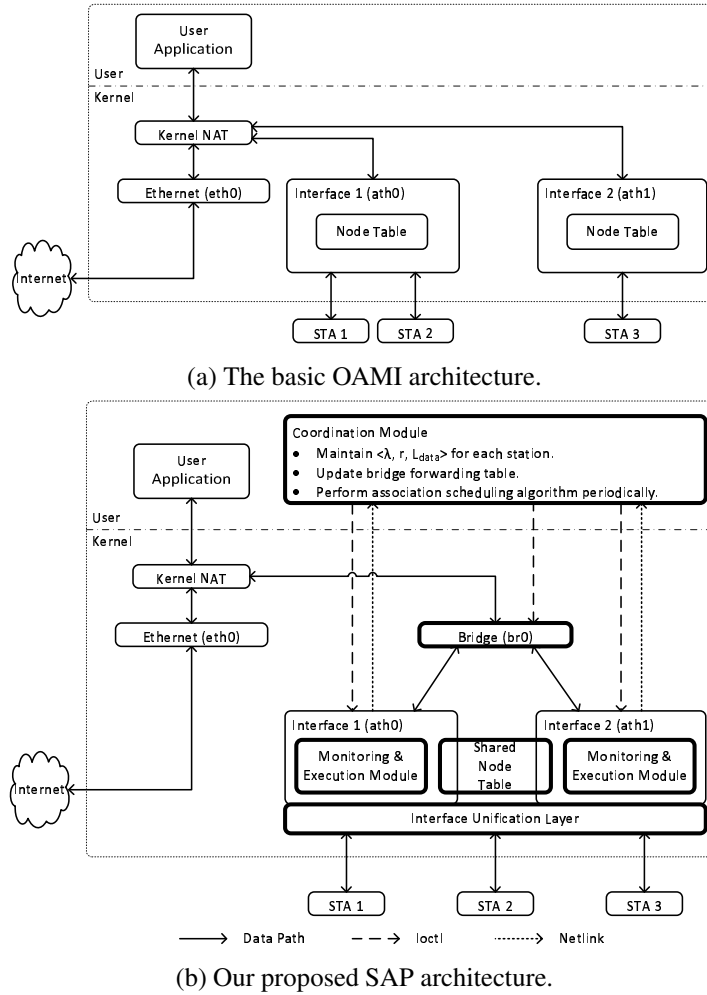 User
Application
User
Kernel
Kernel NAT
Ethernet (eth0)
Interface 1 (ath0)
Interface 2 (ath1)
Node Table
Node Table
Internet
STA 1
STA 2
STA 3
(a) The basic OAMI architecture.
Coordination Module
• Maintain <λ, r, Ldata> for each station.
• Update bridge forwarding table.
• Perform association scheduling algorithm periodically.
User
Application
User
Kernel
Kernel NAT
Ethernet (eth0)
Bridge (br0)
Interface 1 (ath0)
Interface 2 (ath1)
Monitoring &
Execution Module
Shared
Node
Table
Monitoring &
Execution Module
Internet
Interface Unification Layer
STA 1
STA 2
STA 3
Data Path
Ioctl
Netlink
(b) Our proposed SAP architecture.